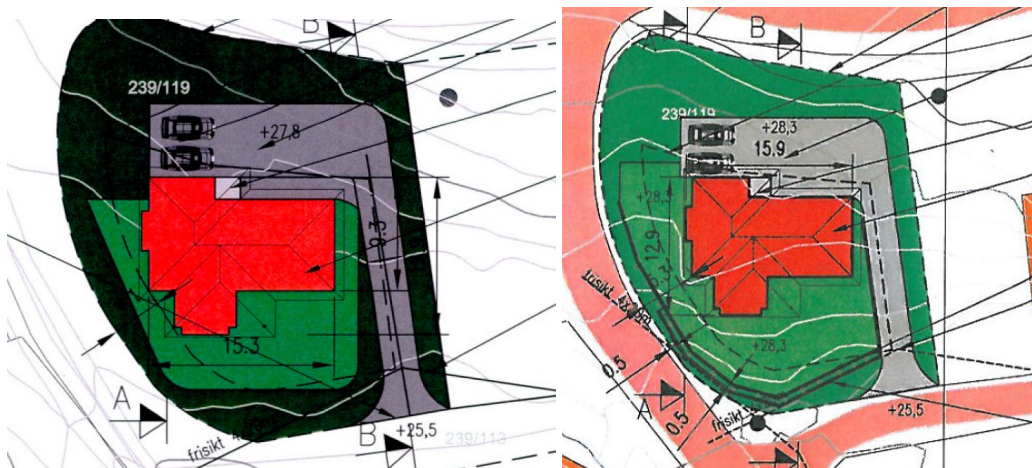 B
239/119
+27,8
9.3
15.3
A
frisikt
B
+25,5
239/113
B
239/119
+28,3
15.9
+28,3
12.9
frisikt
+28,3
0.5
A
0.5
frisikt
+25,5